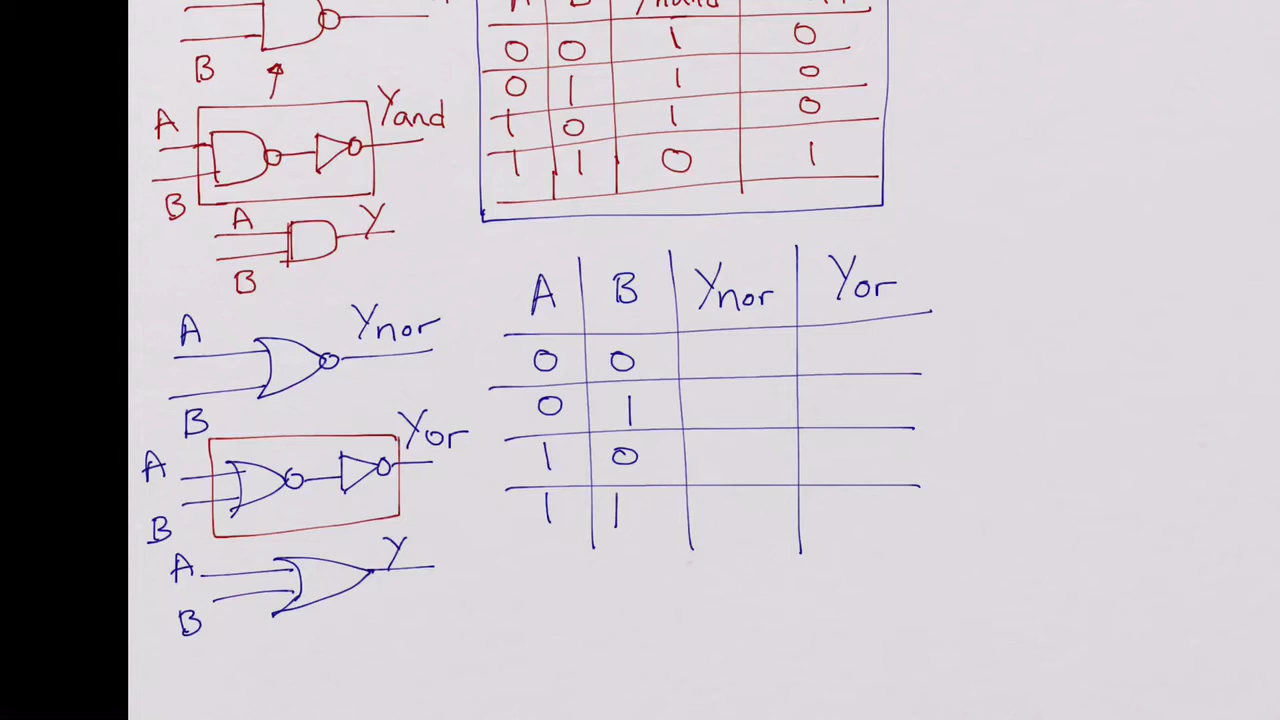 A B Ynand
B
0 0 1 0
0 1 1 0
1 0 1 0
1 1 0 1
A Yand
B
A Y
B
A Ynor
B
A Yor
B
A Y
B
A B Ynor Yor
0 0
0 1
1 0
1 1